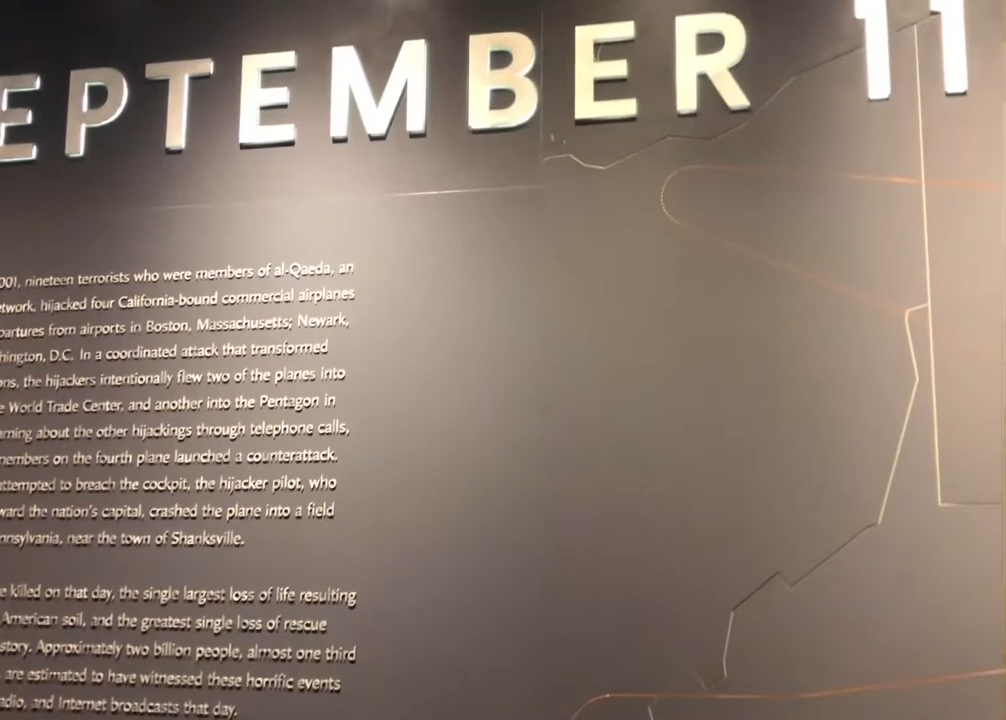 EPTEMBER 11
001, nineteen terrorists who were members of al-Qaeda, an
etwork, hijacked four California-bound commercial airplanes
partures from airports in Boston, Massachusetts; Newark,
hington, D.C. In a coordinated attack that transformed
ons, the hijackers intentionally flew two of the planes into
e World Trade Center, and another into the Pentagon in
arning about the other hijackings through telephone calls,
members on the fourth plane launched a counterattack.
attempted to breach the cockpit, the hijacker pilot, who
ward the nation's capital, crashed the plane into a field
nnsylvania, near the town of Shanksville.
e killed on that day, the single largest loss of life resulting
American soil, and the greatest single loss of rescue
story. Approximately two billion people, almost one third
are estimated to have witnessed these horrific events
adio, and Internet broadcasts that day.